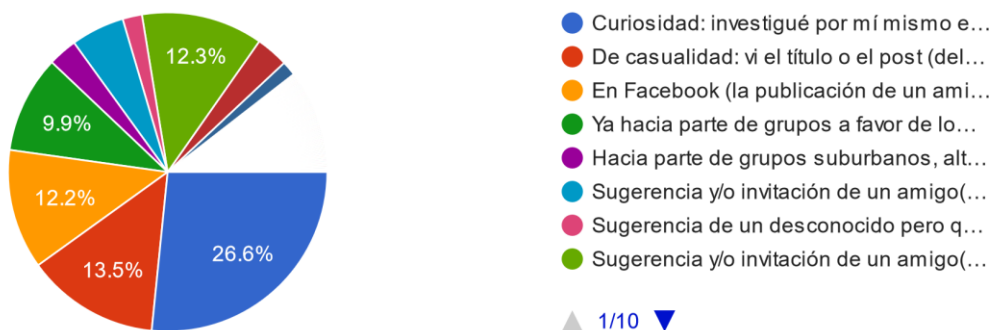 12.3%
9.9%
12.2%
13.5%
26.6%
Curiosidad: investigué por mí mismo e...
De casualidad: vi el título o el post (del...
En Facebook (la publicación de un ami...
Ya hacia parte de grupos a favor de lo...
Hacia parte de grupos suburbanos, alt...
Sugerencia y/o invitación de un amigo(...
Sugerencia de un desconocido pero q...
Sugerencia y/o invitación de un amigo(...
1/10